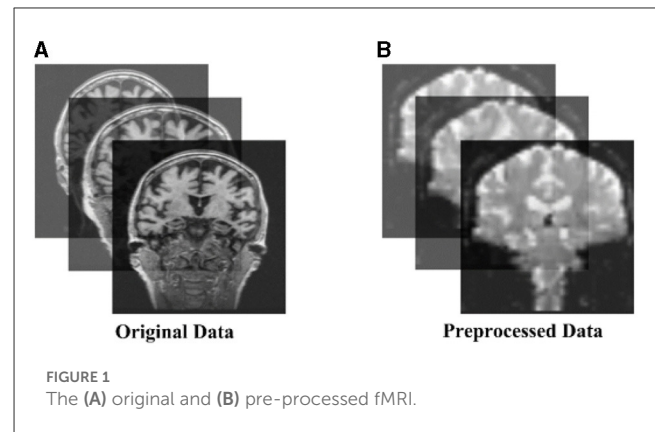 A
B
Original Data
Preprocessed Data
FIGURE 1
The (A) original and (B) pre-processed fMRI.